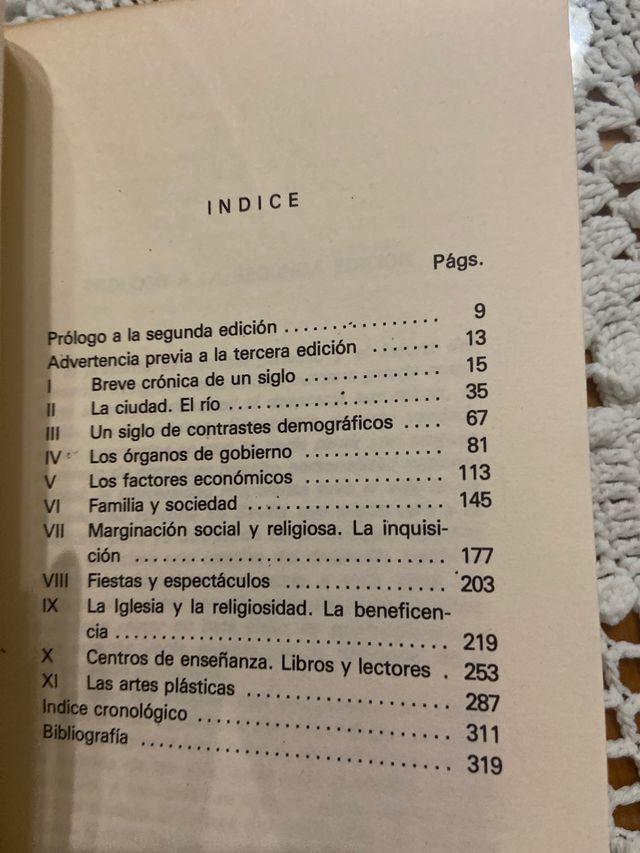 INDICE
Págs.
Prólogo a la segunda edición .................... 9
Advertencia previa a la tercera edición ....... 13
I Breve crónica de un siglo ................ 15
II La ciudad. El río ......................... 35
III Un siglo de contrastes demográficos .... 67
IV Los órganos de gobierno ............... 81
V Los factores económicos ................ 113
VI Familia y sociedad ....................... 145
VII Marginación social y religiosa. La inquisi-
ción .................................... 177
VIII Fiestas y espectáculos .................. 203
IX La Iglesia y la religiosidad. La beneficen-
cia ...................................... 219
X Centros de enseñanza. Libros y lectores . 253
XI Las artes plásticas ........................ 287
Indice cronológico ............................. 311
Bibliografía .................................... 319